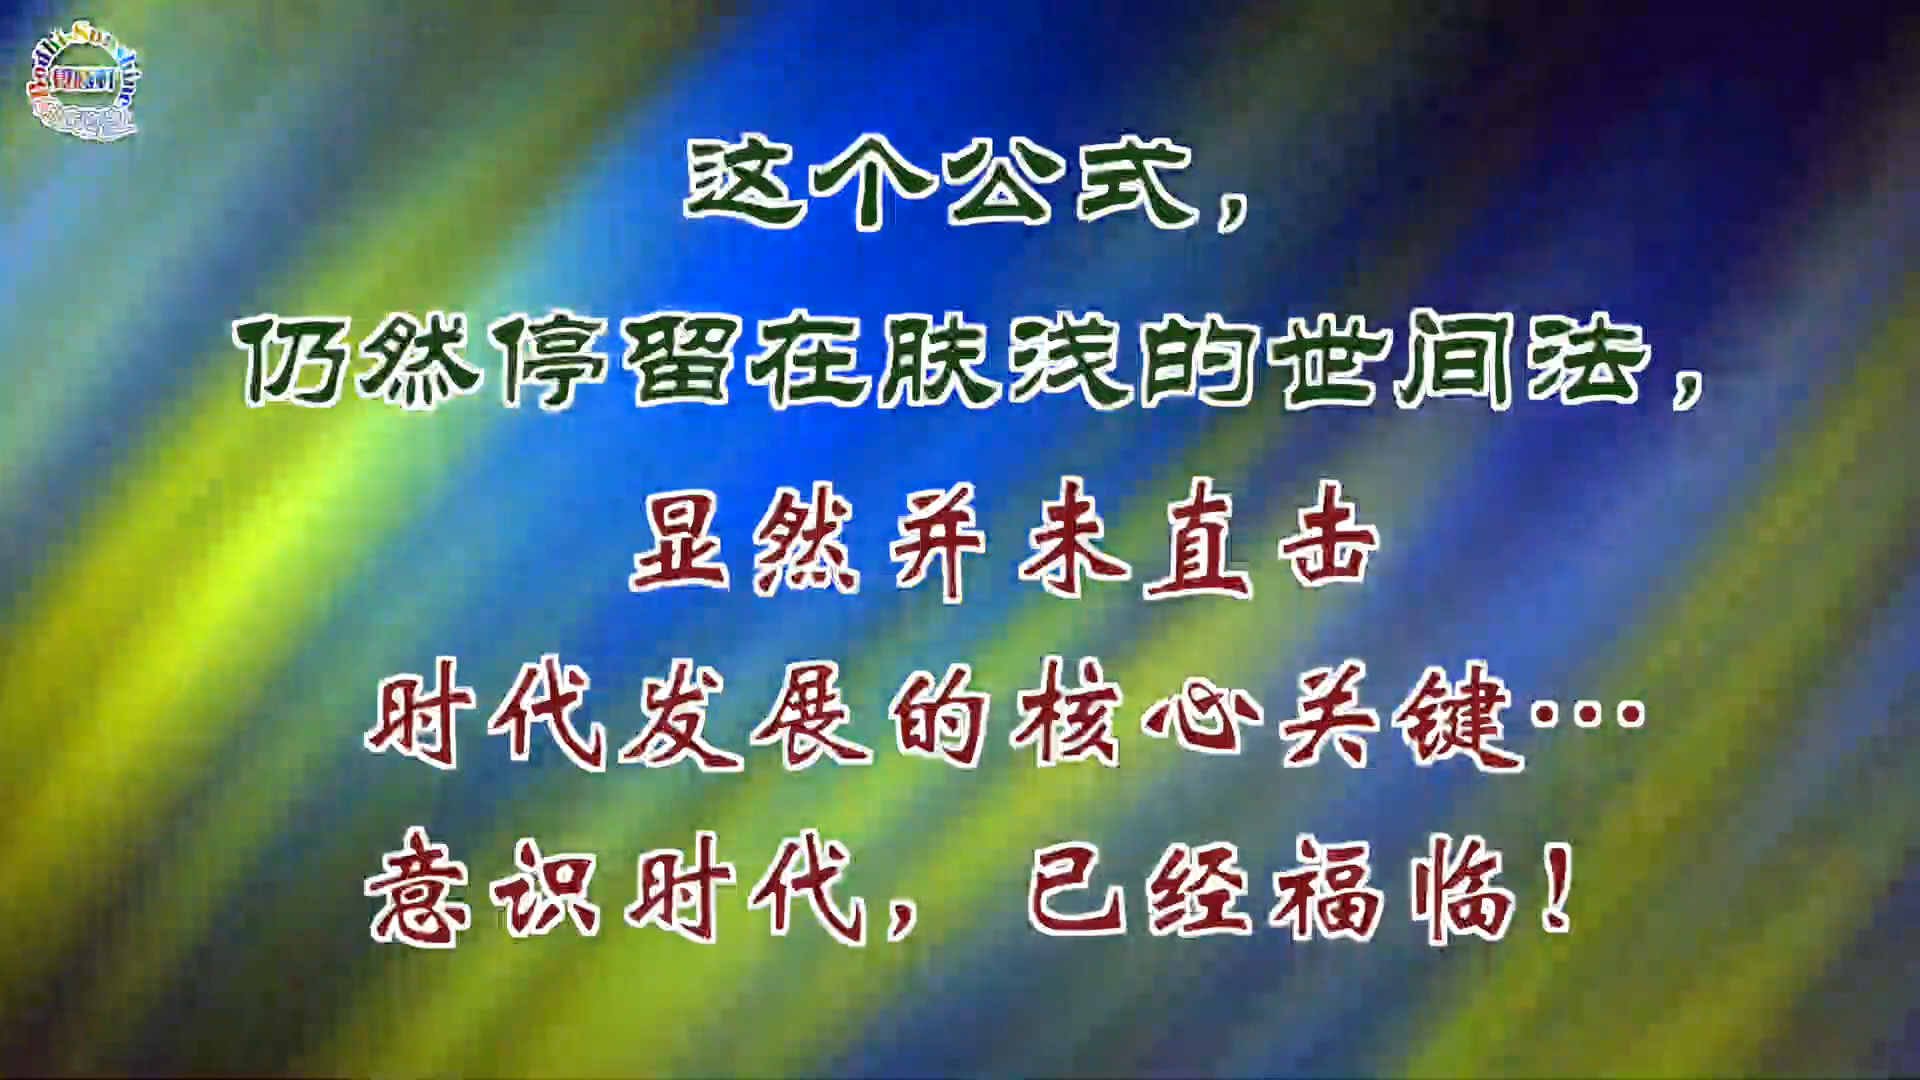 这个公式，
仍然停留在肤浅的世间法，
显然并未直击
时代发展的核心关键…
意识时代，已经福临！